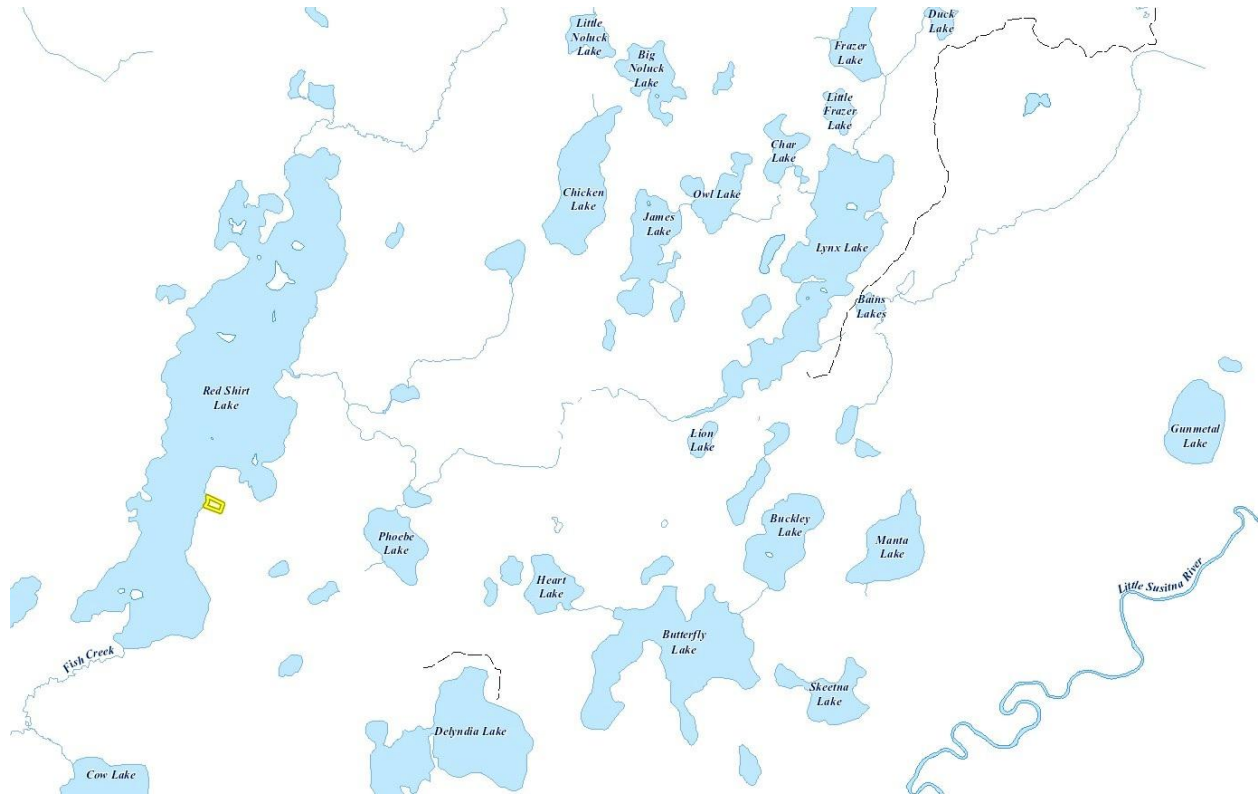 Duck
Lake
Little
Noluck
Lake
Big
Noluck
Lake
Frazer
Lake
Little
Frazer
Lake
Char
Lake
Chicken
Lake
Owl Lake
James
Lake
Lynx Lake
Bains
Lakes
Red Shirt
Lake
Lion
Lake
Gunmetal
Lake
Buckley
Lake
Phoebe
Lake
Manta
Lake
Heart
Lake
Little Susitna River
Butterfly
Lake
Fish Creek
Skeetna
Lake
Delyndia Lake
Cow Lake